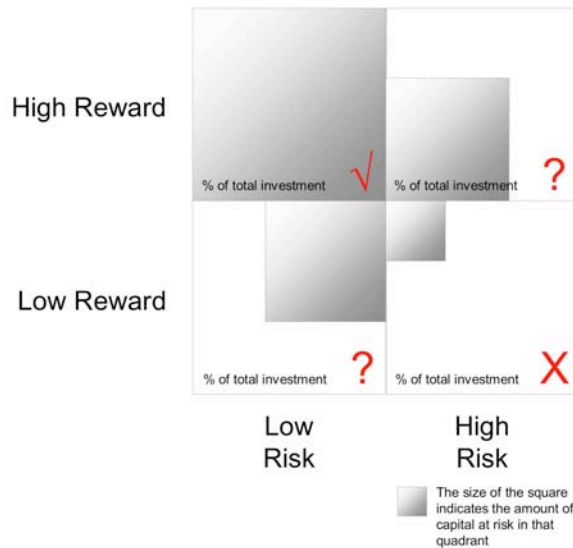 High Reward
% of total investment √
% of total investment ?
Low Reward
% of total investment ?
% of total investment X
Low
Risk
High
Risk
The size of the square
indicates the amount of
capital at risk in that
quadrant